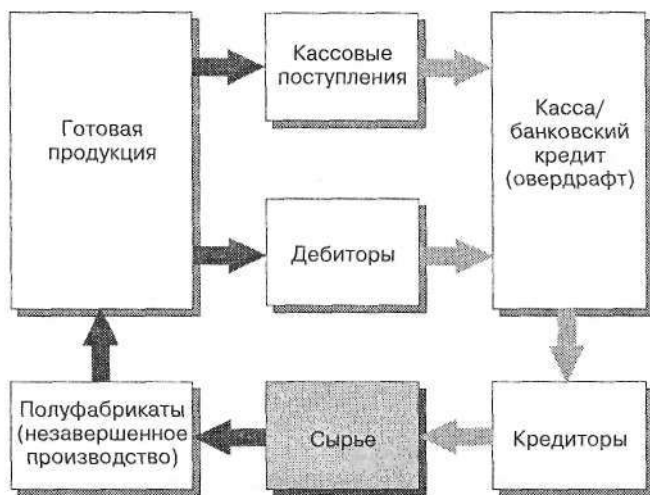 Готовая
продукция
Кассовые
поступления
Касса/
банковский
кредит
(овердрафт)
Дебиторы
Полуфабрикаты
(незавершенное
производство)
Сырье
Кредиторы